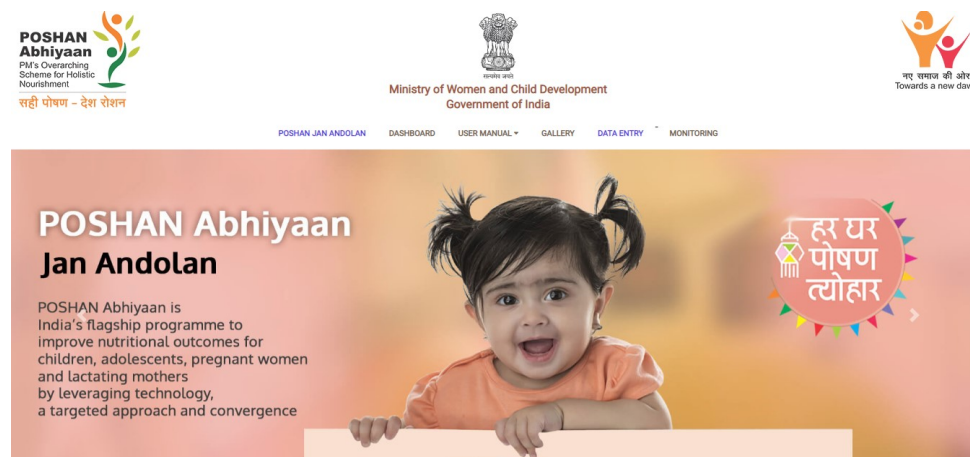 POSHAN
Abhiyaan
PM's Overarching
Scheme for Holistic
Nourishment
सही पोषण – देश रोशन
सत्यमेव जयते
Ministry of Women and Child Development
Government of India
नए समाज की ओर
Towards a new
POSHAN JAN ANDOLAN DASHBOARD USER MANUAL GALLERY DATA ENTRY MONITORING
POSHAN Abhiyaan
Jan Andolan
POSHAN Abhiyaan is
India's flagship programme to
improve nutritional outcomes for
children, adolescents, pregnant women
and lactating mothers
by leveraging technology,
a targeted approach and convergence
हर घर
पोषण
त्योहार